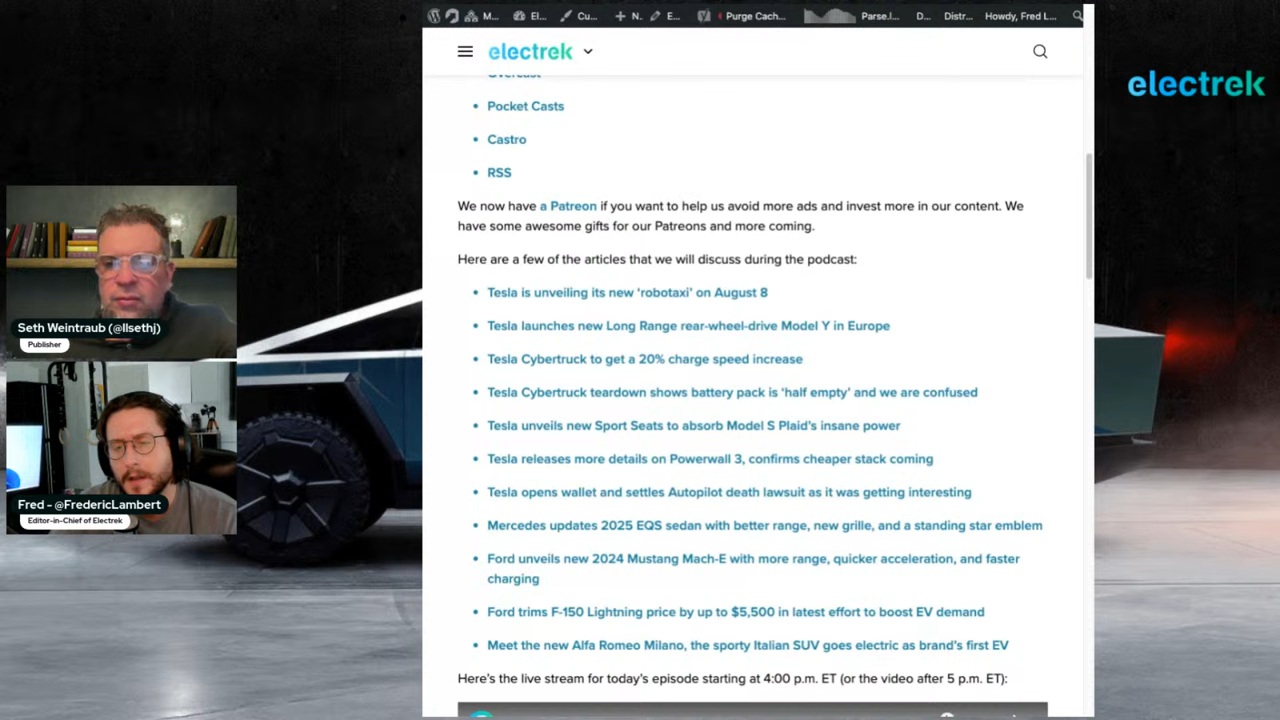 M...
El...
Cu...
N.
E...
Purge Cach...
Parse.l...
D...
Distr...
Howdy, Fred L...
electrek
electrek
Overcast
Pocket Casts
Castro
RSS
We now have a Patreon if you want to help us avoid more ads and invest more in our content. We
have some awesome gifts for our Patreons and more coming.
Here are a few of the articles that we will discuss during the podcast:
Tesla is unveiling its new ‘robotaxi’ on August 8
Tesla launches new Long Range rear-wheel-drive Model Y in Europe
Tesla Cybertruck to get a 20% charge speed increase
Tesla Cybertruck teardown shows battery pack is ‘half empty’ and we are confused
Tesla unveils new Sport Seats to absorb Model S Plaid’s insane power
Tesla releases more details on Powerwall 3, confirms cheaper stack coming
Tesla opens wallet and settles Autopilot death lawsuit as it was getting interesting
Mercedes updates 2025 EQS sedan with better range, new grille, and a standing star emblem
Ford unveils new 2024 Mustang Mach-E with more range, quicker acceleration, and faster
charging
Ford trims F-150 Lightning price by up to $5,500 in latest effort to boost EV demand
Meet the new Alfa Romeo Milano, the sporty Italian SUV goes electric as brand’s first EV
Here’s the live stream for today’s episode starting at 4:00 p.m. ET (or the video after 5 p.m. ET):
Seth Weintraub (@llsethj)
Publisher
Fred - @FredericLambert
Editor-in-Chief of Electrek